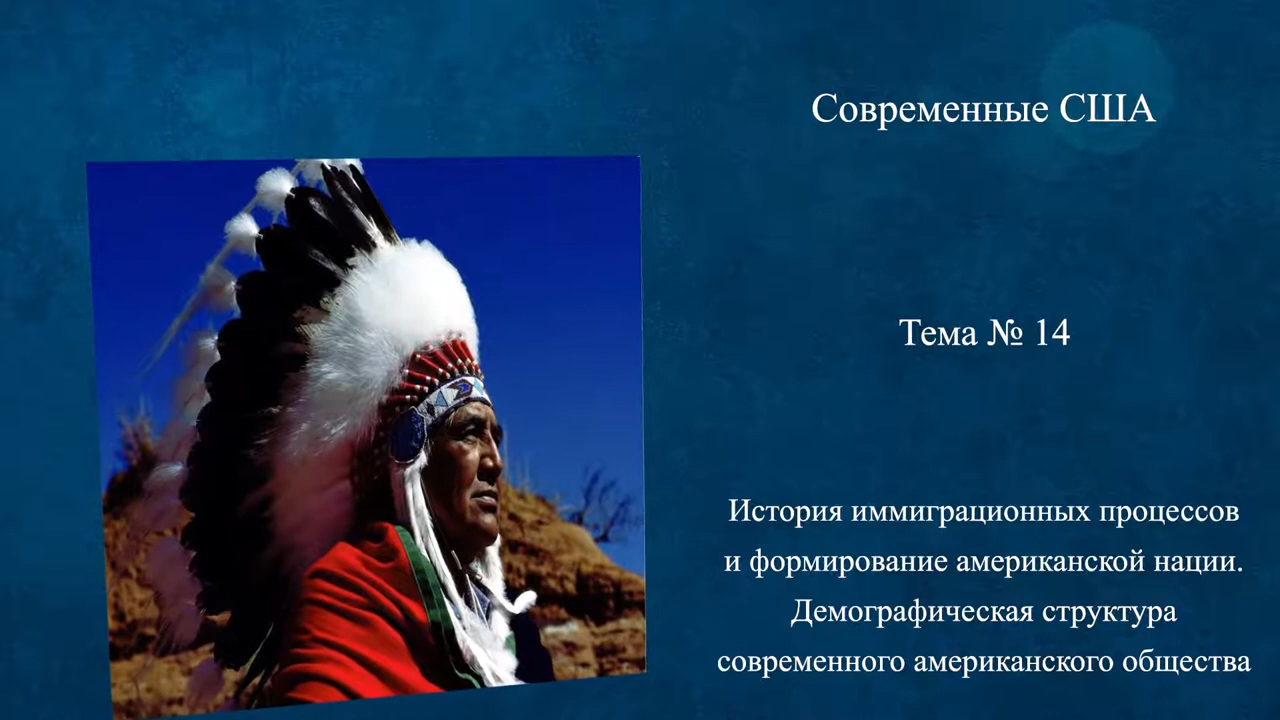 Современные США
Тема № 14
История иммиграционных процессов
и формирование американской нации.
Демографическая структура
современного американского общества